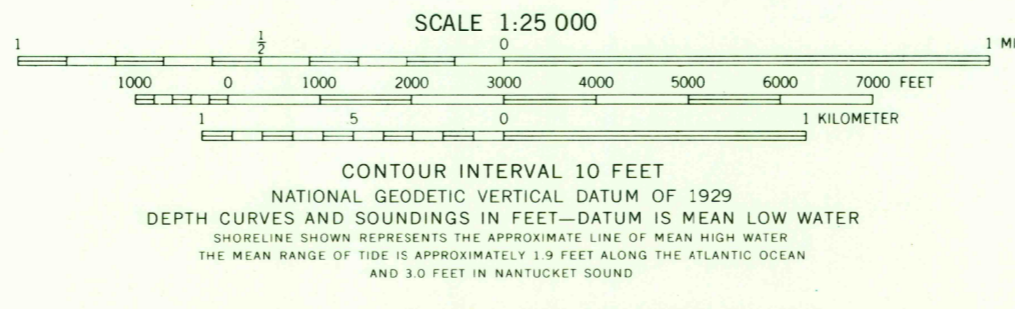 SCALE 1:25 000
1 1/2 0 1 MI
1000 0 1000 2000 3000 4000 5000 6000 7000 FEET
1 5 0 1 KILOMETER
CONTOUR INTERVAL 10 FEET
NATIONAL GEODETIC VERTICAL DATUM OF 1929
DEPTH CURVES AND SOUNDINGS IN FEET—DATUM IS MEAN LOW WATER
SHORELINE SHOWN REPRESENTS THE APPROXIMATE LINE OF MEAN HIGH WATER
THE MEAN RANGE OF TIDE IS APPROXIMATELY 1.9 FEET ALONG THE ATLANTIC OCEAN
AND 3.0 FEET IN NANTUCKET SOUND